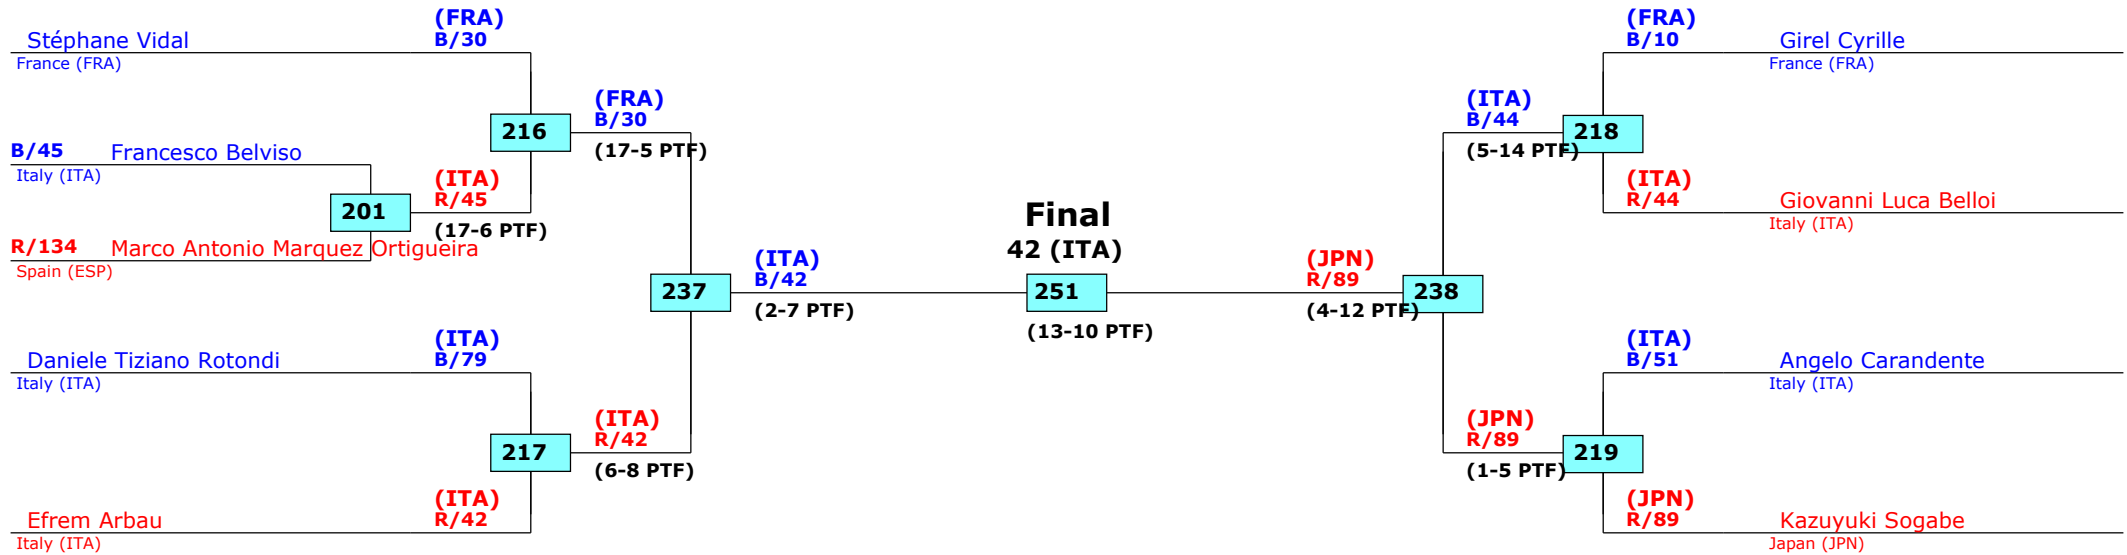 (FRA)
B/30
Stéphane Vidal
France (FRA)
(FRA)
B/30
216
(17-5 PTF)
B/45 Francesco Belviso
Italy (ITA)
(ITA)
R/45
201
(17-6 PTF)
R/134 Marco Antonio Marquez Ortigueira
Spain (ESP)
(ITA)
B/42
237
(2-7 PTF)
(ITA)
B/79
Daniele Tiziano Rotondi
Italy (ITA)
(ITA)
R/42
217
(6-8 PTF)
(ITA)
R/42
Efrem Arbau
Italy (ITA)
Final
42 (ITA)
251
(13-10 PTF)
(FRA)
B/10
Girel Cyrille
France (FRA)
(ITA)
B/44
218
(5-14 PTF)
(ITA)
R/44
Giovanni Luca Belloi
Italy (ITA)
(JPN)
R/89
238
(4-12 PTF)
(ITA)
B/51
Angelo Carandente
Italy (ITA)
(JPN)
R/89
219
(1-5 PTF)
(JPN)
R/89
Kazuyuki Sogabe
Japan (JPN)